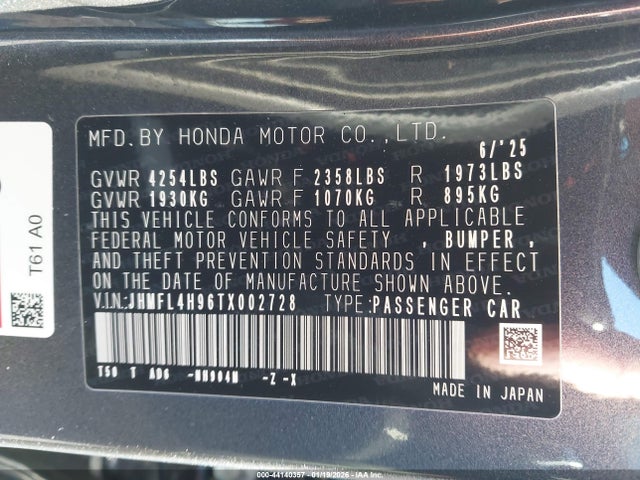 MFD. BY HONDA MOTOR CO., LTD.
6/'25
GVWR 4254LBS GAWR F 2358LBS R 1973LBS
GVWR 1930KG GAWR F 1070KG R 895KG
THIS VEHICLE CONFORMS TO ALL APPLICABLE
FEDERAL MOTOR VEHICLE SAFETY , BUMPER ,
AND THEFT PREVENTION STANDARDS IN EFFECT
ON THE DATE OF MANUFACTURE SHOWN ABOVE.
V.I.N.:JHMFL4H96TX002728 TYPE:PASSENGER CAR
-Z -X
MADE IN JAPAN
T61 A0
000-44140357 - 01/19/2026 - IAA Inc.